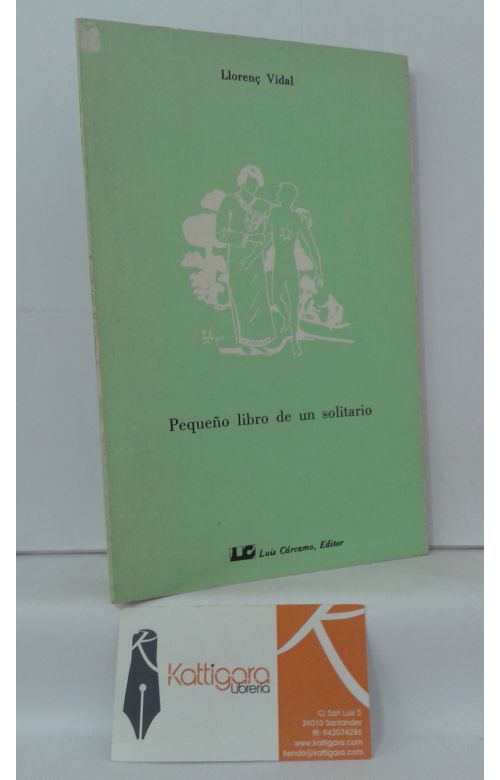 Llorenç Vidal
Pequeño libro de un solitario
LC Luis Cárcamo, Editor
Kattigara
Librería
C/ San Luis 5
39010 Santander
tlf: 942074286
www.kattigara.com
tienda@kattigara.com